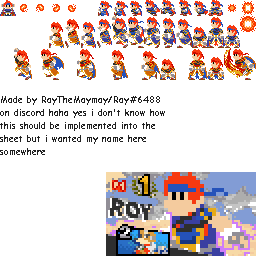 Made by RayTheMaymay/Ray#6488
on discord haha yes i don't know how
this should be implemented into the
sheet but i wanted my name here
somewhere
1
ROY